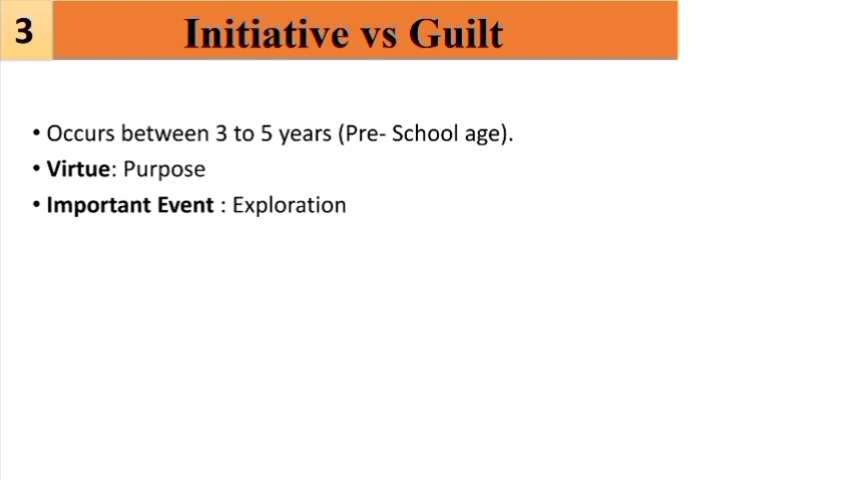 3
Initiative vs Guilt
• Occurs between 3 to 5 years (Pre- School age).
• Virtue: Purpose
• Important Event : Exploration